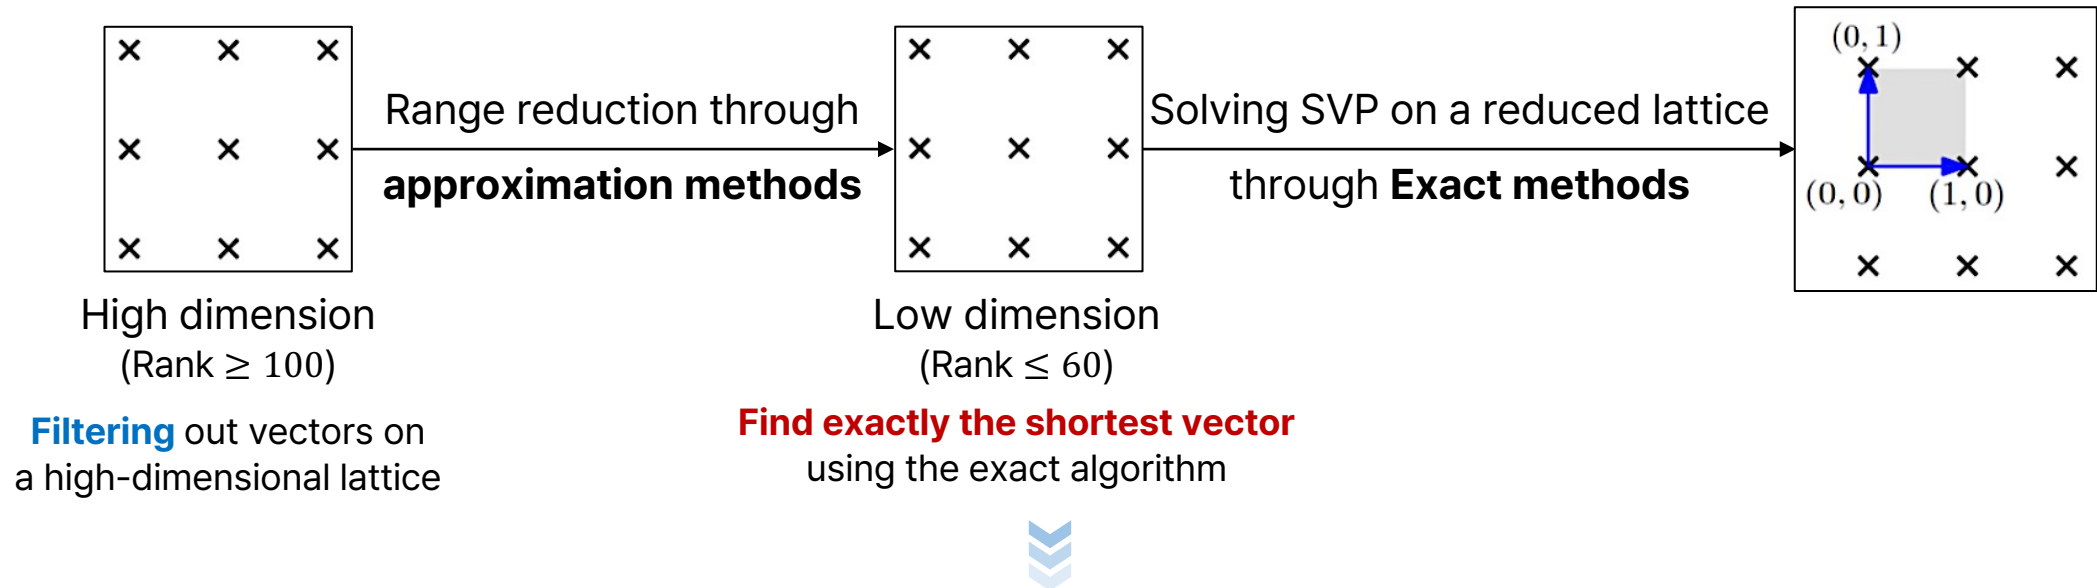 Range reduction through
approximation methods
Solving SVP on a reduced lattice
through Exact methods
(0, 1)
(0, 0)
(1, 0)
High dimension
(Rank ≥ 100)
Filtering out vectors on
a high-dimensional lattice
Low dimension
(Rank ≤ 60)
Find exactly the shortest vector
using the exact algorithm